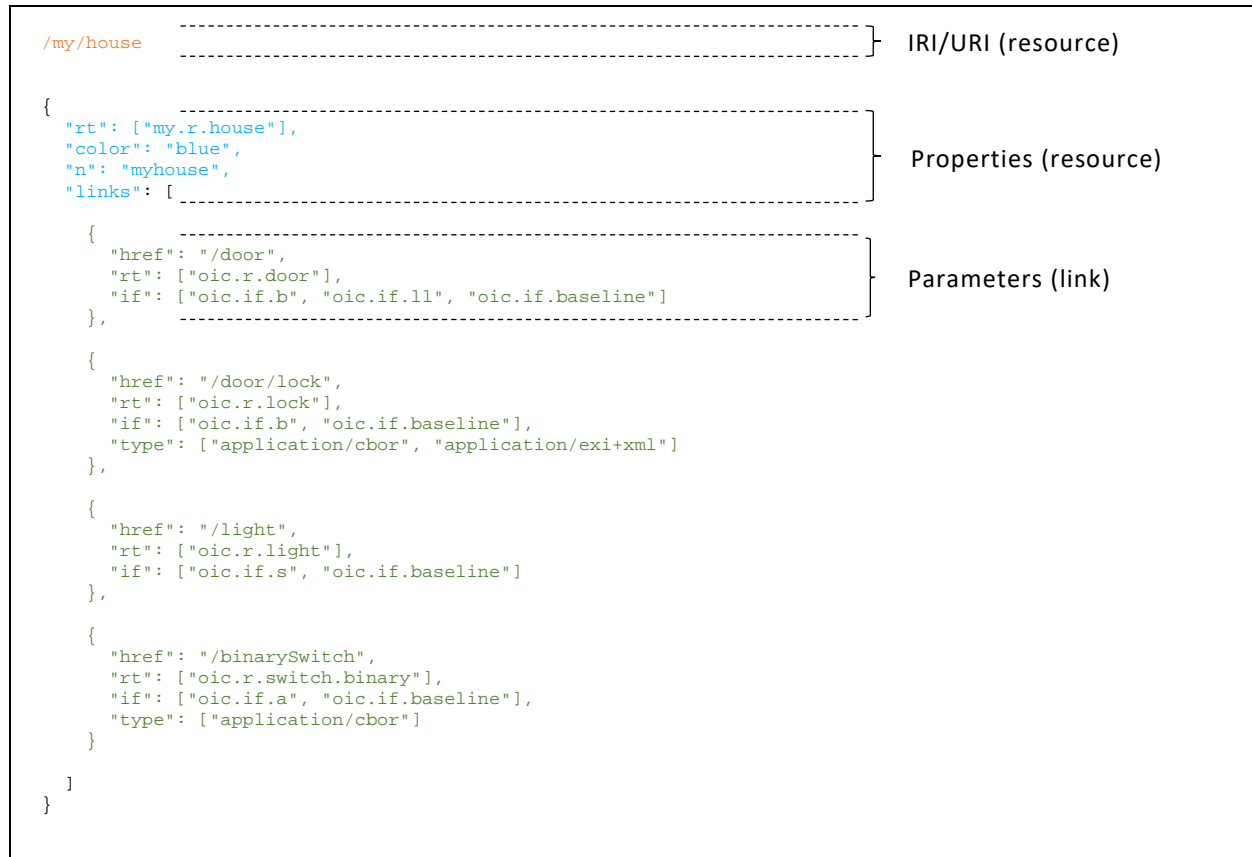 /my/house
IRI/URI (resource)
{
"rt": ["my.r.house"],
"color": "blue",
"n": "myhouse",
Properties (resource)
"links": [
{
"href": "/door",
"rt": ["oic.r.door"],
Parameters (link)
"if": ["oic.if.b", "oic.if.ll", "oic.if.baseline"]
},
{
"href": "/door/lock",
"rt": ["oic.r.lock"],
"if": ["oic.if.b", "oic.if.baseline"],
"type": ["application/cbor", "application/exi+xml"]
},
{
"href": "/light",
"rt": ["oic.r.light"],
"if": ["oic.if.s", "oic.if.baseline"]
},
{
"href": "/binarySwitch",
"rt": ["oic.r.switch.binary"],
"if": ["oic.if.a", "oic.if.baseline"],
"type": ["application/cbor"]
}
]
}